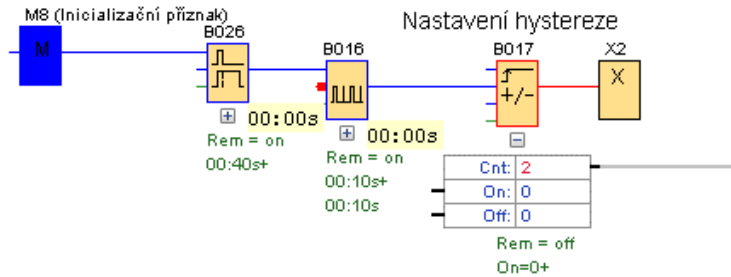 M8 (Inicializační příznak)
Nastavení hystereze
B026
B016
B017
X2
M
+/-
X
00:00s
00:00s
Rem = on
00:40s+
Rem = on
00:10s+
00:10s
Cnt: 2
On: 0
Off: 0
Rem = off
On=0+